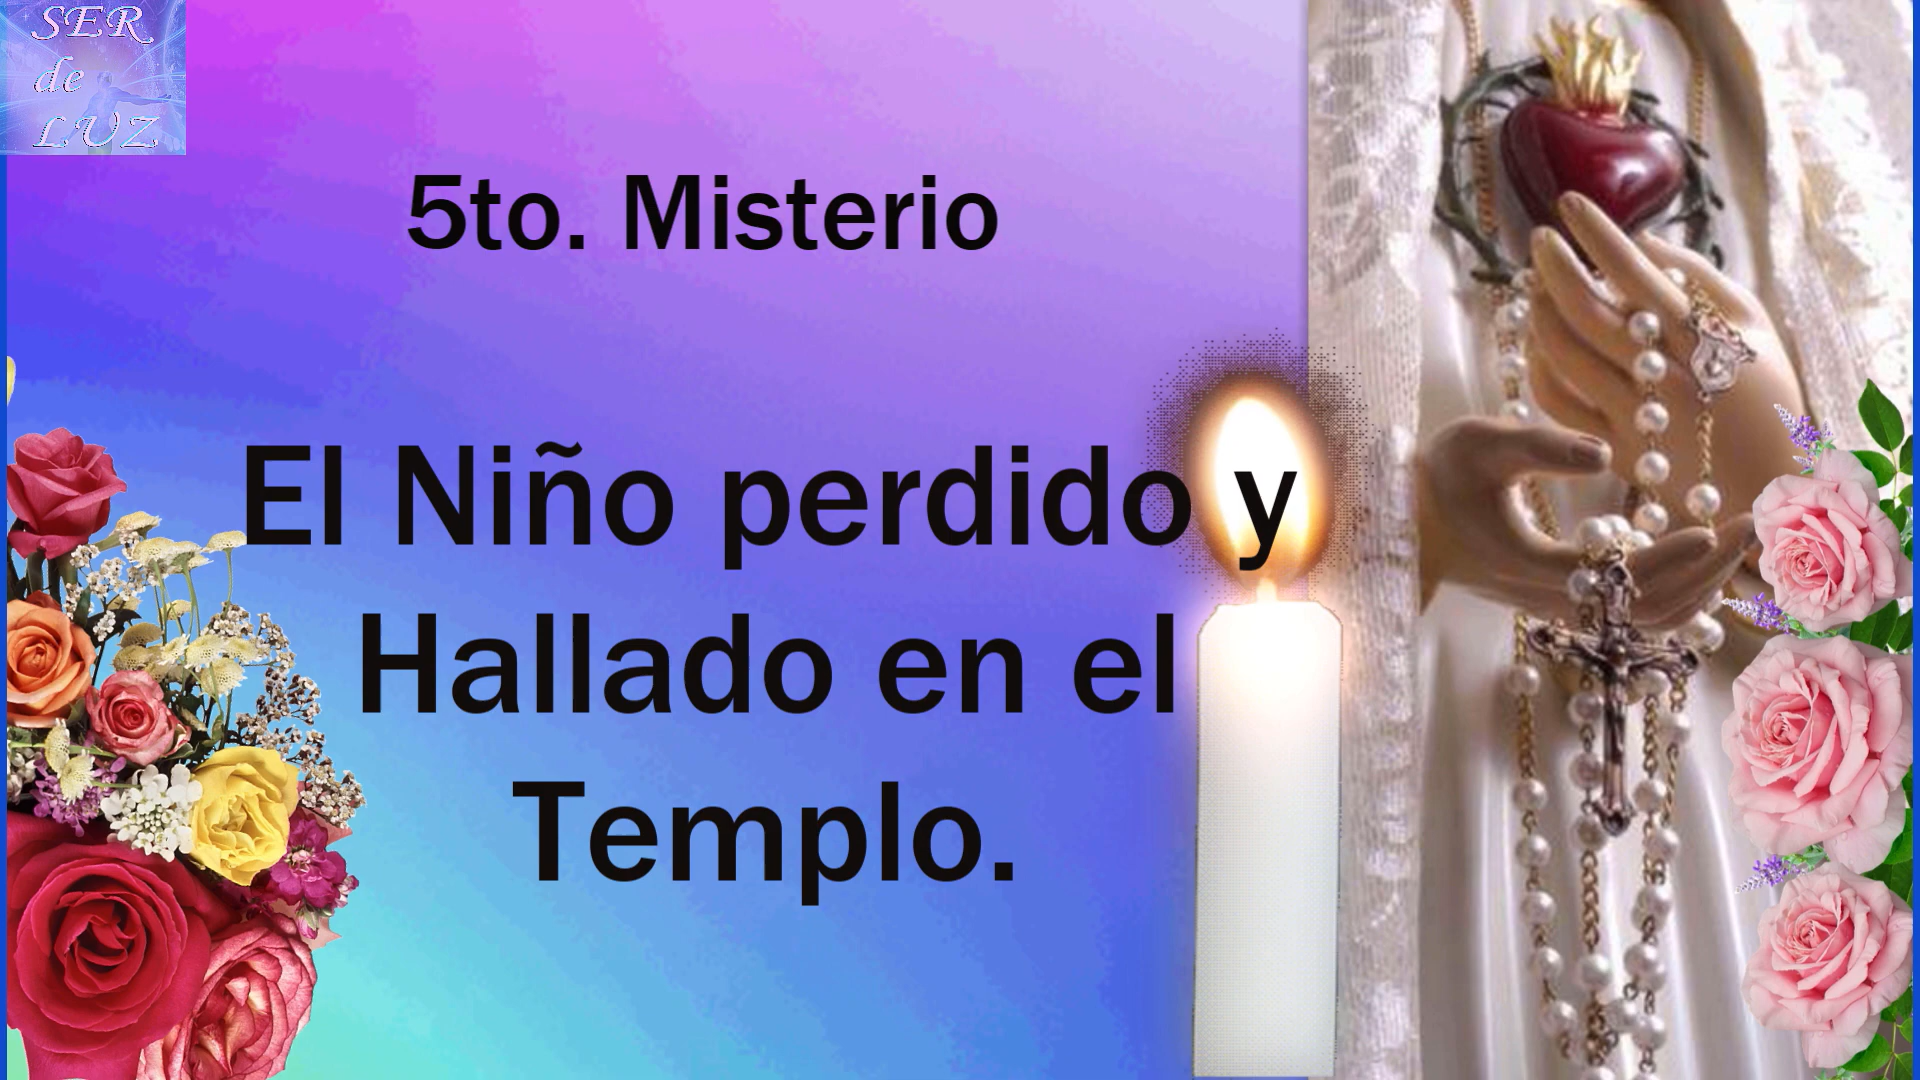 SER
de
LUZ
5to. Misterio
El Niño perdido y
Hallado en el
Templo.